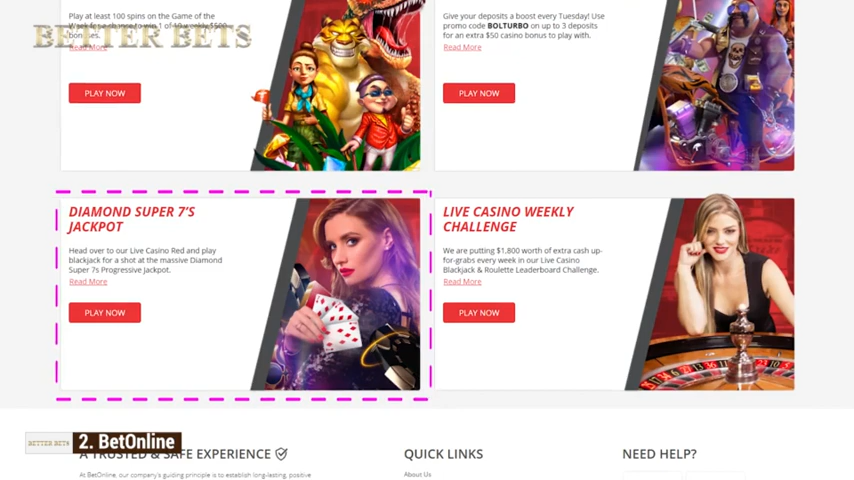 Play at least 100 spins on the Game of the
Week for a chance to win 1 of 10 weekly $500
bonuses.
Read More
PLAY NOW
BETTER BETS
Give your deposits a boost every Tuesday! Use
promo code BOLTURBO on up to 3 deposits
for an extra $50 casino bonus to play with.
Read More
PLAY NOW
DIAMOND SUPER 7'S
JACKPOT
Head over to our Live Casino Red and play
blackjack for a shot at the massive Diamond
Super 7s Progressive Jackpot.
Read More
PLAY NOW
LIVE CASINO WEEKLY
CHALLENGE
We are putting $1,800 worth of extra cash up-
for-grabs every week in our Live Casino
Blackjack & Roulette Leaderboard Challenge.
Read More
PLAY NOW
BETTER BETS
2. BetOnline
A TRUSTED & SAFE EXPERIENCE
At BetOnline, our company's guiding principle is to establish long-lasting, positive
QUICK LINKS
About Us
NEED HELP?